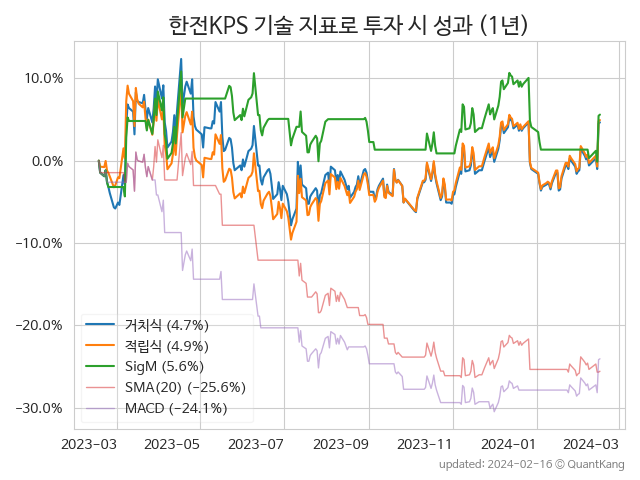 한전KPS 기술 지표로 투자 시 성과 (1년)
10.0%
0.0%
−10.0%
−20.0%
−30.0%
거치식 (4.7%)
적립식 (4.9%)
SigM (5.6%)
SMA(20) (−25.6%)
MACD (−24.1%)
2023-03 2023-05 2023-07 2023-09 2023-11 2024-01 2024-03
updated: 2024-02-16 © QuantKang